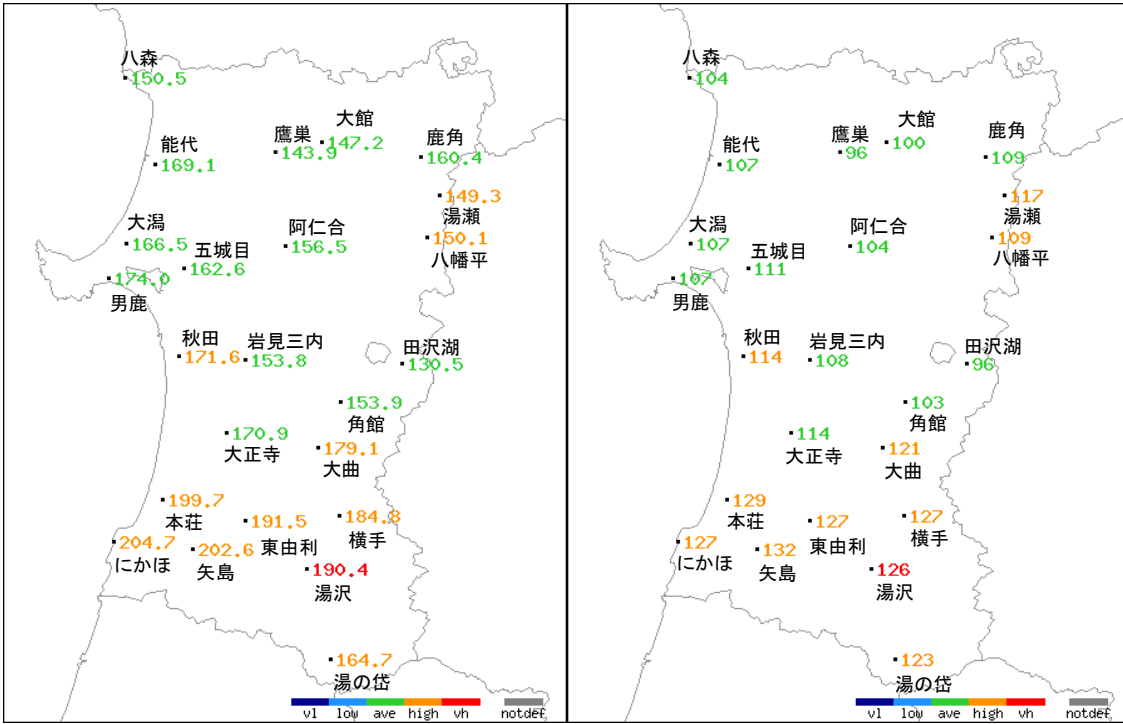 八森
150.5
大館
147.2
鷹巣
143.9
鹿角
160.4
能代
169.1
149.3
湯瀬
大潟
166.5
阿仁合
156.5
150.1
八幡平
五城目
162.6
174.0
男鹿
秋田
171.6
岩見三内
153.8
田沢湖
130.5
153.9
角館
170.9
大正寺
179.1
大曲
199.7
本荘
191.5
東由利
184.8
横手
204.7
にかほ
202.6
矢島
190.4
湯沢
164.7
湯の岱
vl low ave high vh notdef
八森
104
大館
100
鷹巣
96
鹿角
109
能代
107
117
湯瀬
大潟
107
阿仁合
104
109
八幡平
五城目
111
107
男鹿
秋田
114
岩見三内
108
田沢湖
96
103
角館
114
大正寺
121
大曲
129
本荘
127
東由利
127
横手
127
にかほ
132
矢島
126
湯沢
123
湯の岱
vl low ave high vh notdef